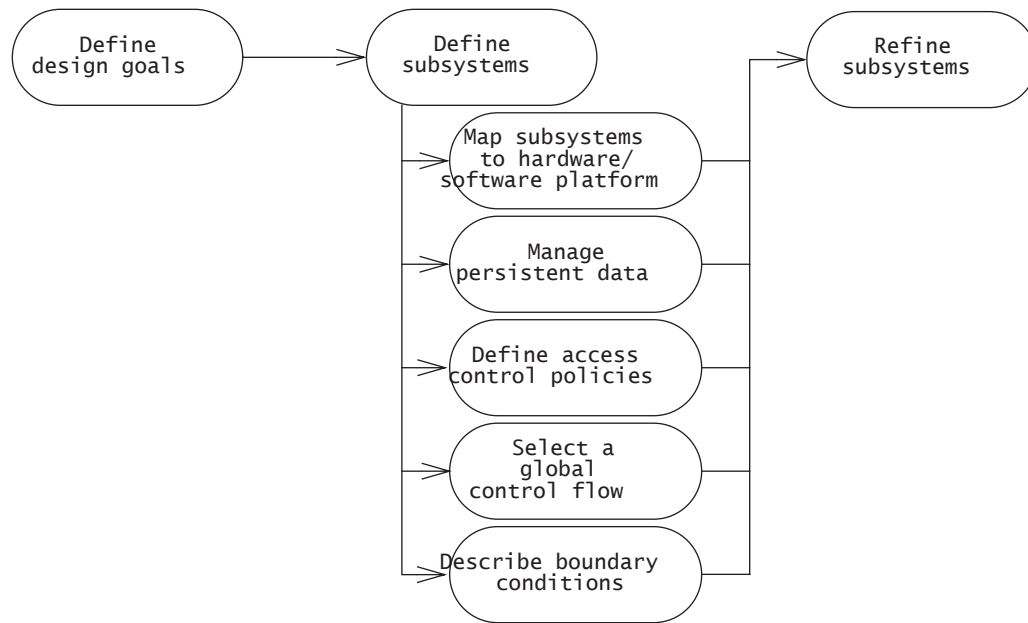 Define
design goals
Define
subsystems
Refine
subsystems
Map subsystems
to hardware/
software platform
Manage
persistent data
Define access
control policies
Select a
global
control flow
Describe boundary
conditions